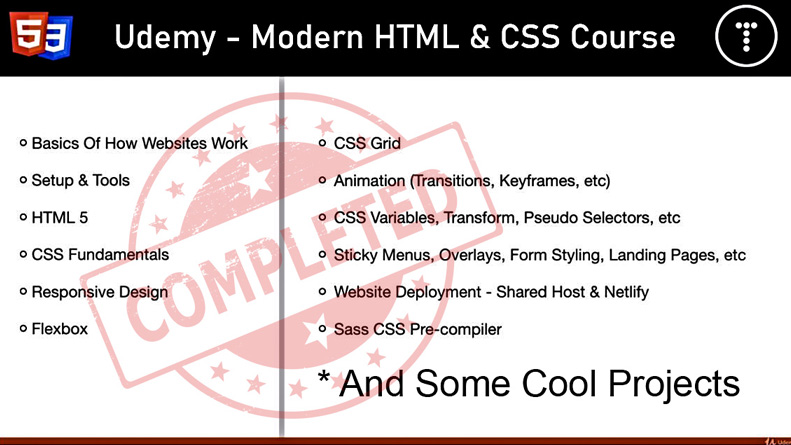 5 3
Udemy - Modern HTML & CSS Course
T
Basics Of How Websites Work
Setup & Tools
HTML 5
CSS Fundamentals
Responsive Design
Flexbox
CSS Grid
Animation (Transitions, Keyframes, etc)
CSS Variables, Transform, Pseudo Selectors, etc
Sticky Menus, Overlays, Form Styling, Landing Pages, etc
Website Deployment - Shared Host & Netlify
Sass CSS Pre-compiler
* And Some Cool Projects
COMPLETED